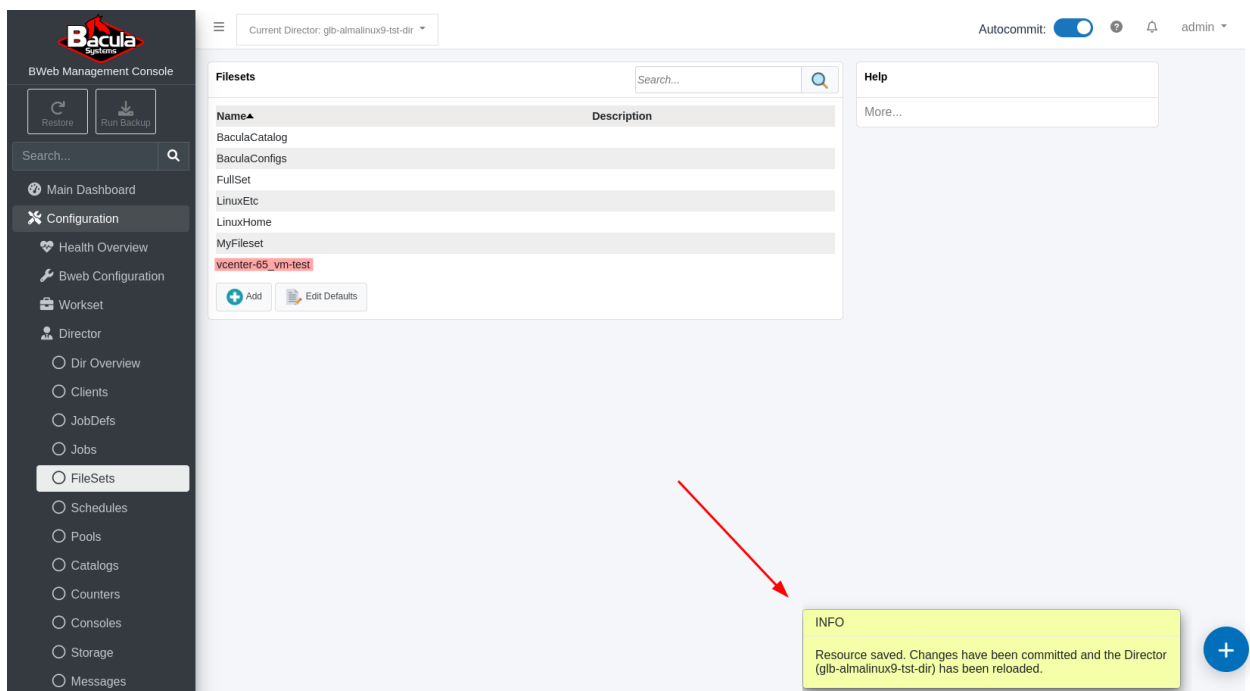 Bacula
Systems
BWeb Management Console
Restore
Run Backup
Search...
Main Dashboard
Configuration
Health Overview
Bweb Configuration
Workset
Director
Dir Overview
Clients
JobDefs
Jobs
FileSets
Schedules
Pools
Catalogs
Counters
Consoles
Storage
Messages
Current Director: glb-almalinux9-tst-dir
Autocommit:
admin
Filesets
Search...
Name Description
BaculaCatalog
BaculaConfigs
FullSet
LinuxEtc
LinuxHome
MyFileset
vcenter-65_vm-test
Add
Edit Defaults
Help
More...
INFO
Resource saved. Changes have been committed and the Director
(glb-almalinux9-tst-dir) has been reloaded.